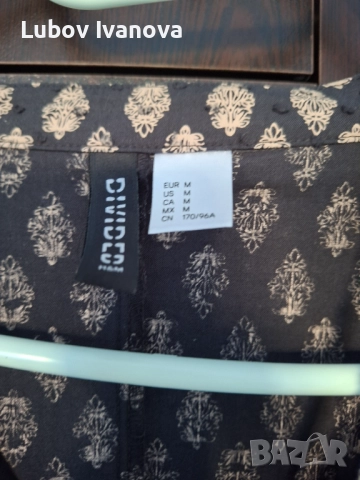 Lubov Ivanova
DIVIDED
H&M
EUR M
US M
CA M
MX M
CN 170/96A
BAZAR